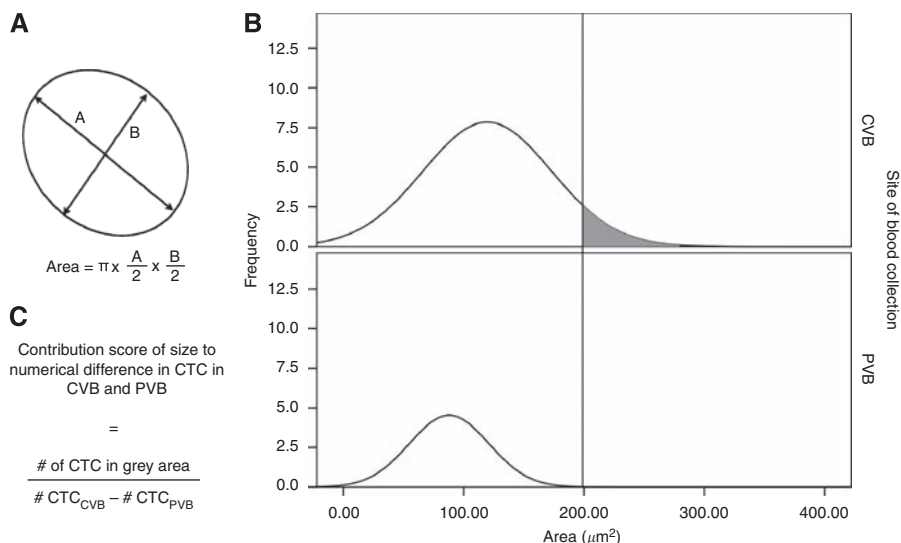 A
A
B
Area = π x A/2 x B/2
C
Contribution score of size to
numerical difference in CTC in
CVB and PVB
=
# of CTC in grey area
# CTCCVB – # CTCPVB
B
Frequency
12.5
10.0
7.5
5.0
2.5
0.0
12.5
10.0
7.5
5.0
2.5
0.0
0.00 100.00 200.00 300.00 400.00
Area (μm²)
CVB
PVB
Site of blood collection